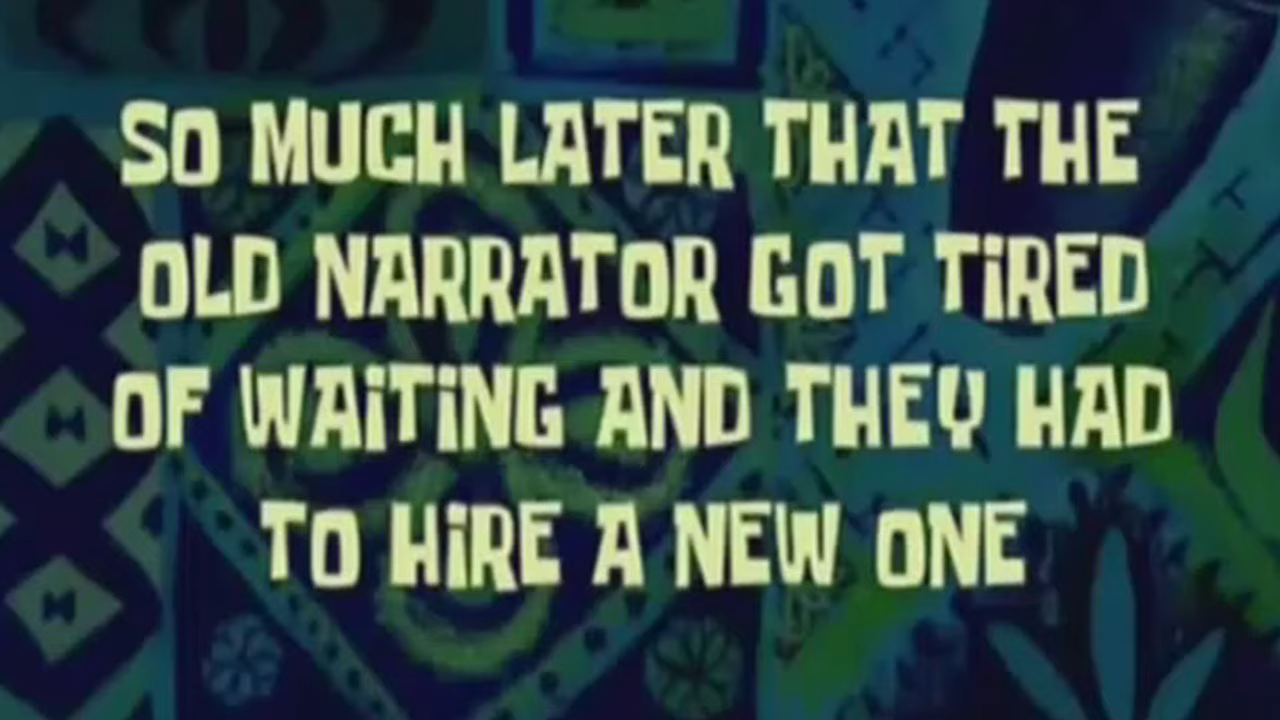 SO MUCH LATER THAT THE
OLD NARRATOR GOT TiRED
OF WAiTiNG AND THEY HAD
TO HiRE A NEW ONE